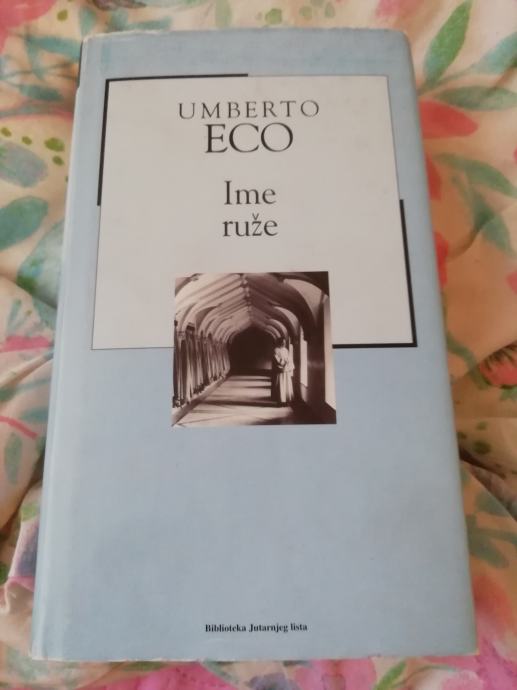 UMBERTO
ECO
Ime
ruže
Biblioteka Jutarnjeg lista